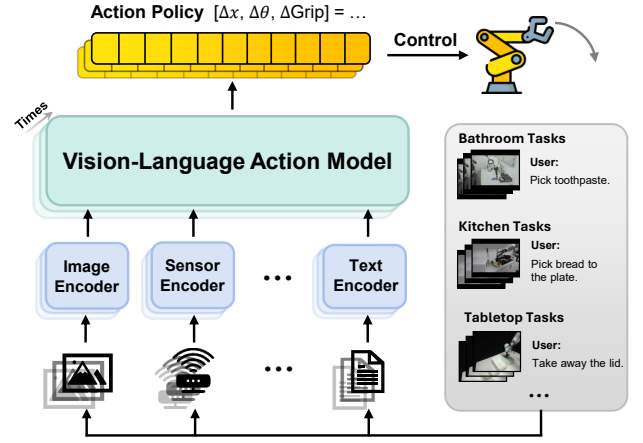 Action Policy [Δx, Δθ, ΔGrip] = ...
Control
Times
Vision-Language Action Model
Image
Encoder
Sensor
Encoder
...
Text
Encoder
...
Bathroom Tasks
User:
Pick toothpaste.
Kitchen Tasks
User:
Pick bread to
the plate.
Tabletop Tasks
User:
Take away the lid.
...